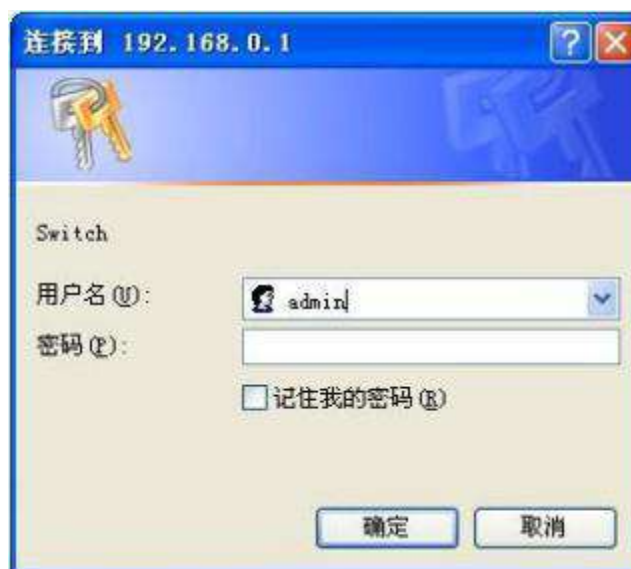 连接到 192.168.0.1
Switch
用户名(U):
admin
密码(P):
记住我的密码(R)
确定
取消